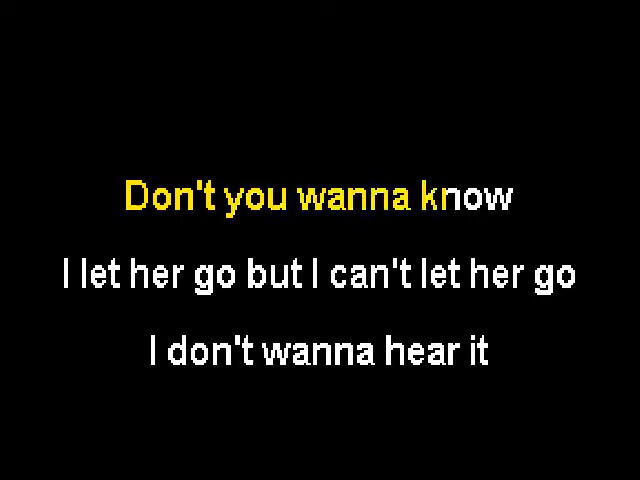 Don't you wanna know
I let her go but I can't let her go
I don't wanna hear it